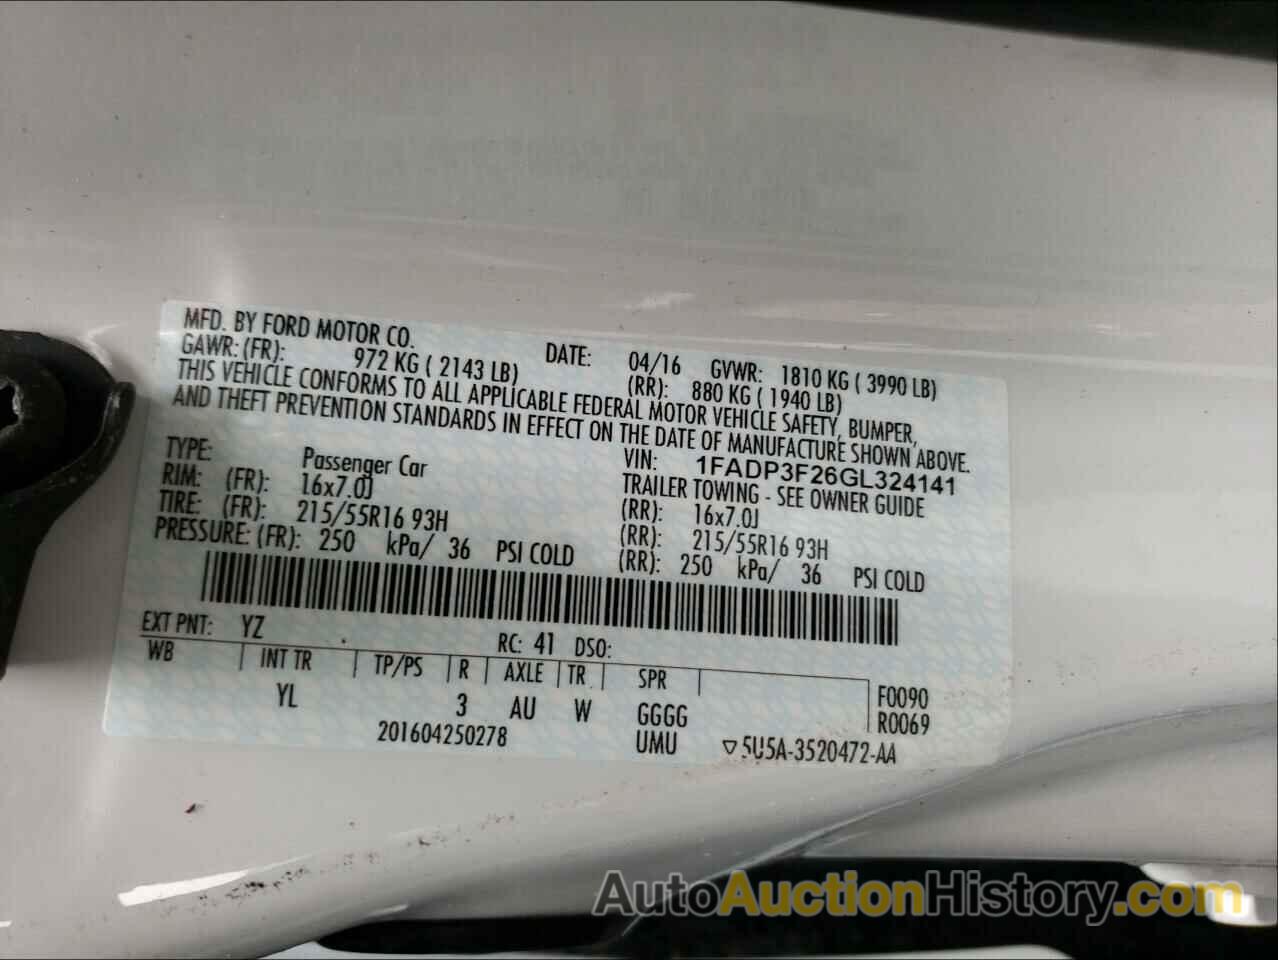 MFD. BY FORD MOTOR CO.
DATE: 04/16 GVWR: 1810 KG ( 3990 LB)
GAWR: (FR): 972 KG ( 2143 LB) (RR): 880 KG ( 1940 LB)
THIS VEHICLE CONFORMS TO ALL APPLICABLE FEDERAL MOTOR VEHICLE SAFETY, BUMPER,
AND THEFT PREVENTION STANDARDS IN EFFECT ON THE DATE OF MANUFACTURE SHOWN ABOVE.
VIN: 1FADP3F26GL324141
TYPE: Passenger Car TRAILER TOWING - SEE OWNER GUIDE
RIM: (FR): 16x7.0J (RR): 16x7.0J
TIRE: (FR): 215/55R16 93H (RR): 215/55R16 93H
PRESSURE: (FR): 250 kPa/ 36 PSI COLD (RR): 250 kPa/ 36 PSI COLD
EXT PNT: YZ RC: 41 DSO:
WB INT TR TP/PS R AXLE TR SPR F0090
YL 3 AU W GGGG R0069
201604250278 UMU ▽5U5A-3520472-AA
AutoAuctionHistory.com